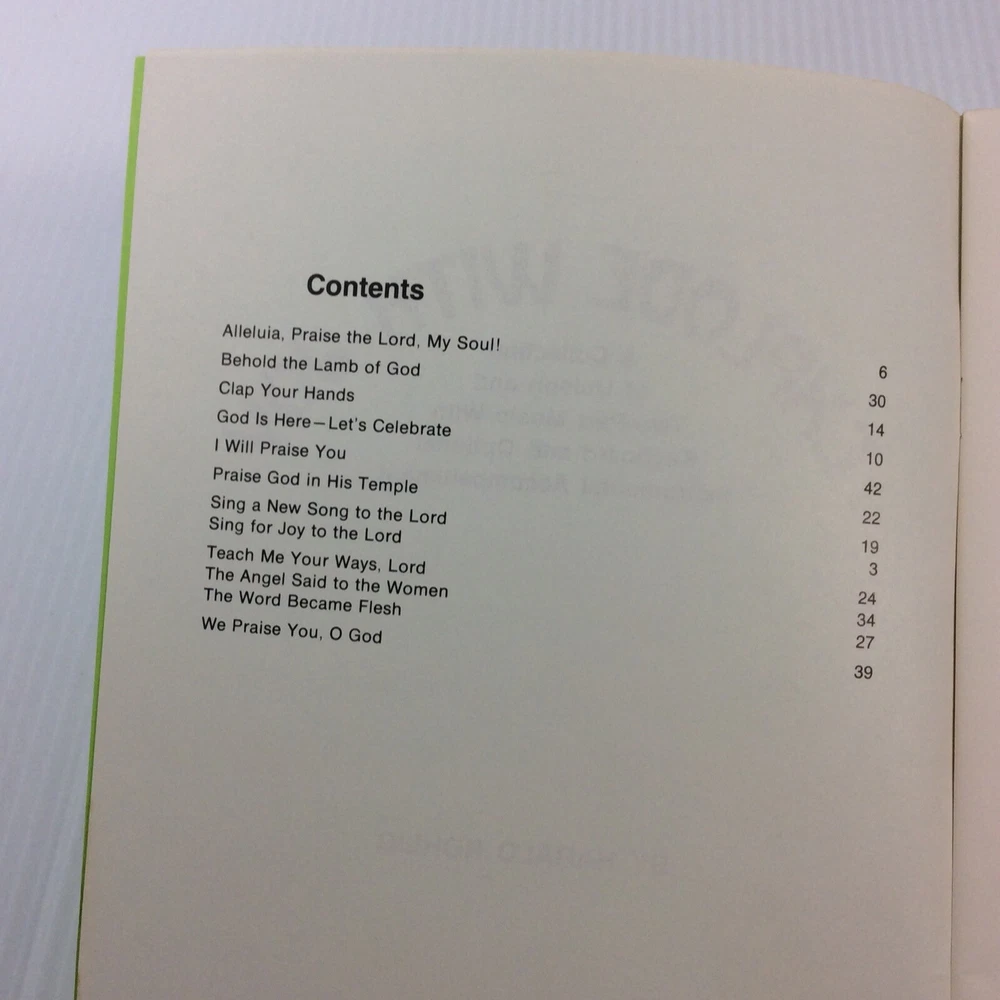 Contents
Alleluia, Praise the Lord, My Soul! 6
Behold the Lamb of God 30
Clap Your Hands 14
God Is Here—Let's Celebrate 10
I Will Praise You 42
Praise God in His Temple 22
Sing a New Song to the Lord 19
Sing for Joy to the Lord 3
Teach Me Your Ways, Lord 24
The Angel Said to the Women 34
The Word Became Flesh 27
We Praise You, O God 39